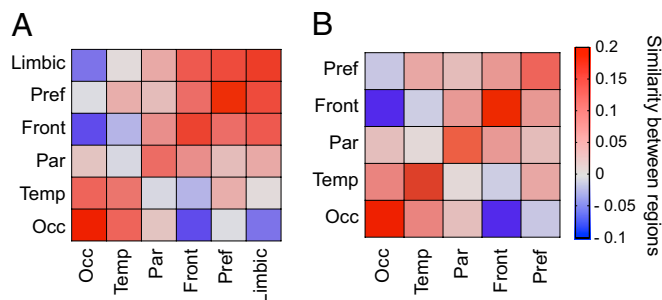 A
Limbic
Pref
Front
Par
Temp
Occ
Occ
Temp
Par
Front
Pref
Limbic
B
Pref
Front
Par
Temp
Occ
Occ
Temp
Par
Front
Pref
0.2
0.15
0.1
0.05
0
- 0.05
- 0.1
Similarity between regions